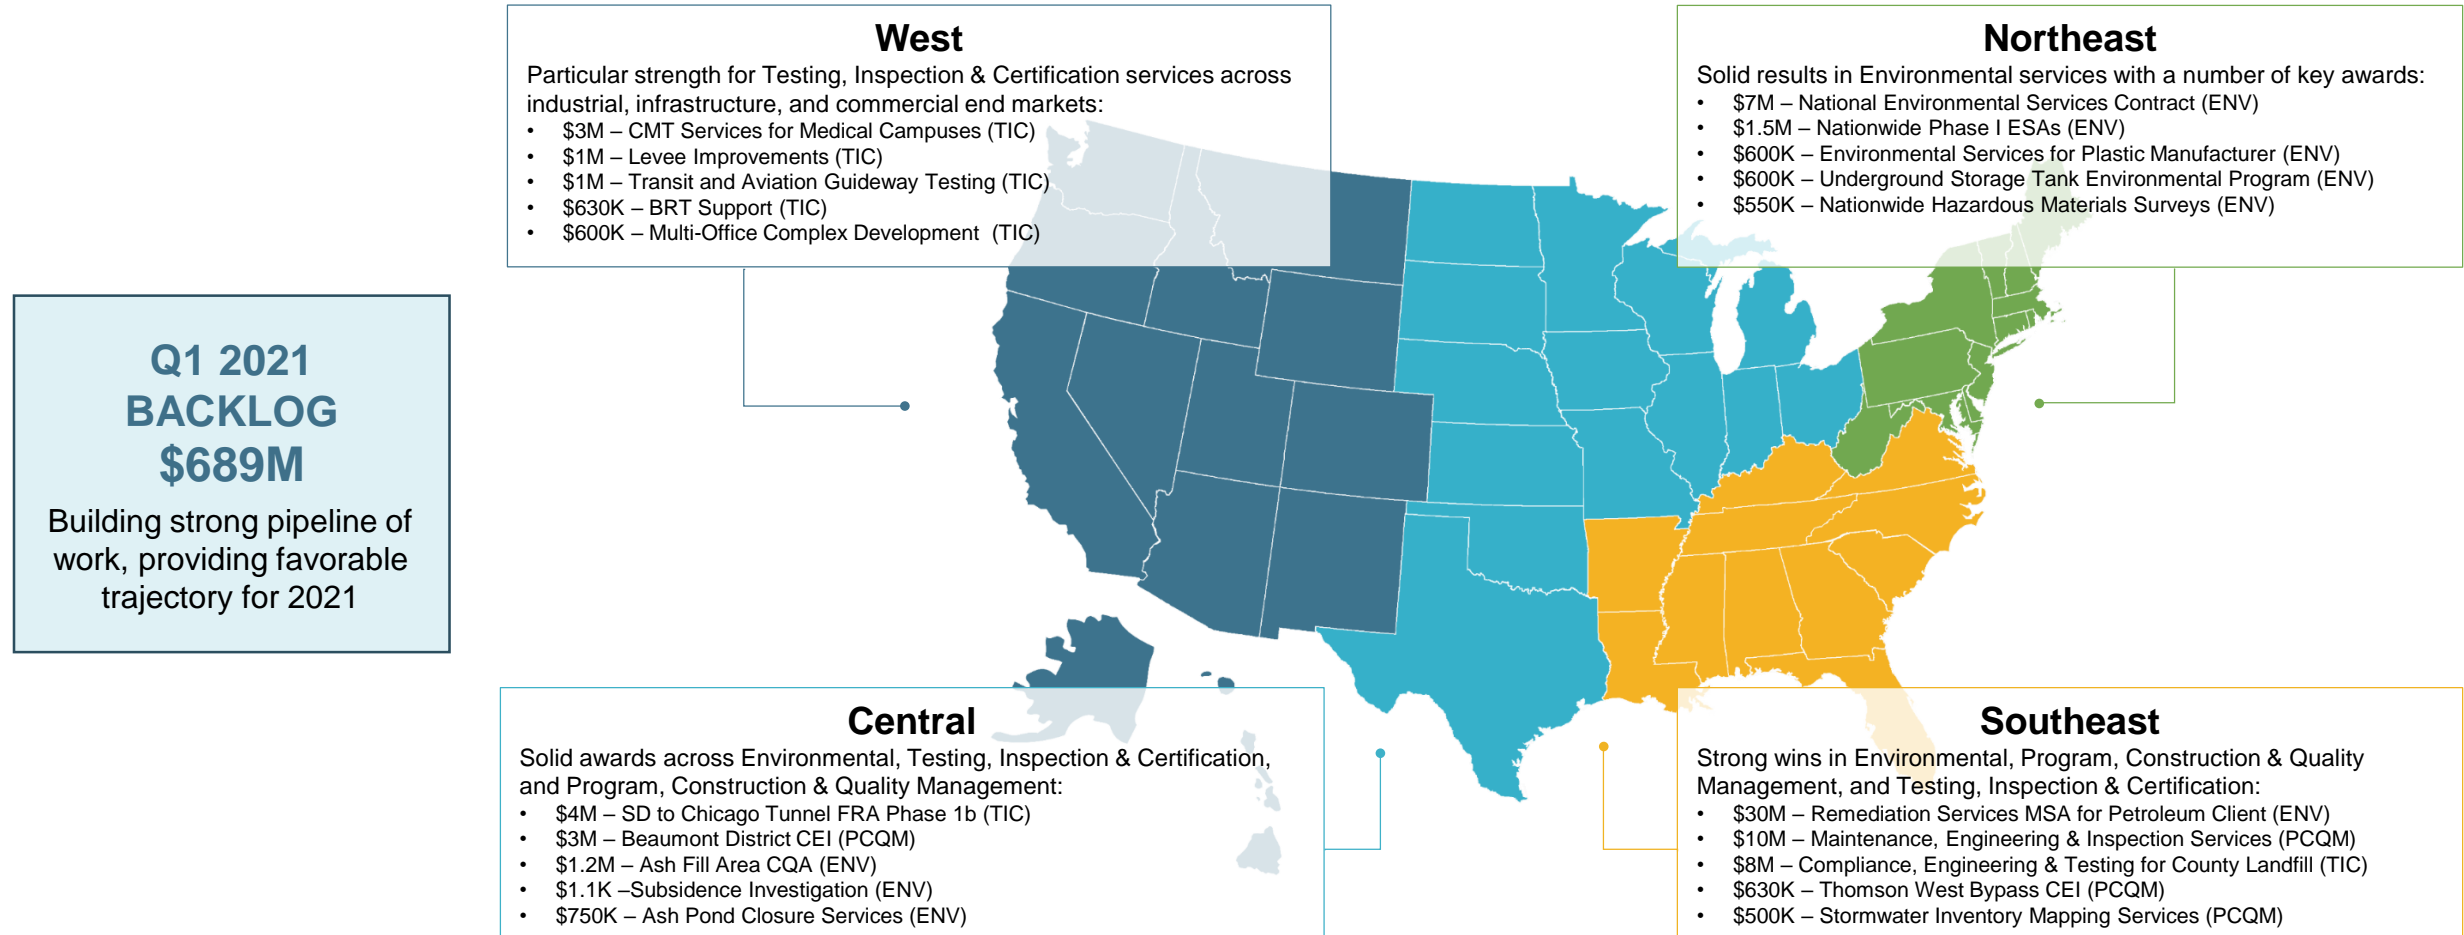 West
Particular strength for Testing, Inspection & Certification services across
industrial, infrastructure, and commercial end markets:
• $3M – CMT Services for Medical Campuses (TIC)
• $1M – Levee Improvements (TIC)
• $1M – Transit and Aviation Guideway Testing (TIC)
• $630K – BRT Support (TIC)
• $600K – Multi-Office Complex Development  (TIC)
Northeast
Solid results in Environmental services with a number of key awards:
• $7M – National Environmental Services Contract (ENV)
• $1.5M – Nationwide Phase I ESAs (ENV)
• $600K – Environmental Services for Plastic Manufacturer (ENV)
• $600K – Underground Storage Tank Environmental Program (ENV)
• $550K – Nationwide Hazardous Materials Surveys (ENV)
Q1 2021
BACKLOG
$689M
Building strong pipeline of
work, providing favorable
trajectory for 2021
Central
Solid awards across Environmental, Testing, Inspection & Certification,
and Program, Construction & Quality Management:
• $4M – SD to Chicago Tunnel FRA Phase 1b (TIC)
• $3M – Beaumont District CEI (PCQM)
• $1.2M – Ash Fill Area CQA (ENV)
• $1.1K –Subsidence Investigation (ENV)
• $750K – Ash Pond Closure Services (ENV)
Southeast
Strong wins in Environmental, Program, Construction & Quality
Management, and Testing, Inspection & Certification:
• $30M – Remediation Services MSA for Petroleum Client (ENV)
• $10M – Maintenance, Engineering & Inspection Services (PCQM)
• $8M – Compliance, Engineering & Testing for County Landfill (TIC)
• $630K – Thomson West Bypass CEI (PCQM)
• $500K – Stormwater Inventory Mapping Services (PCQM)